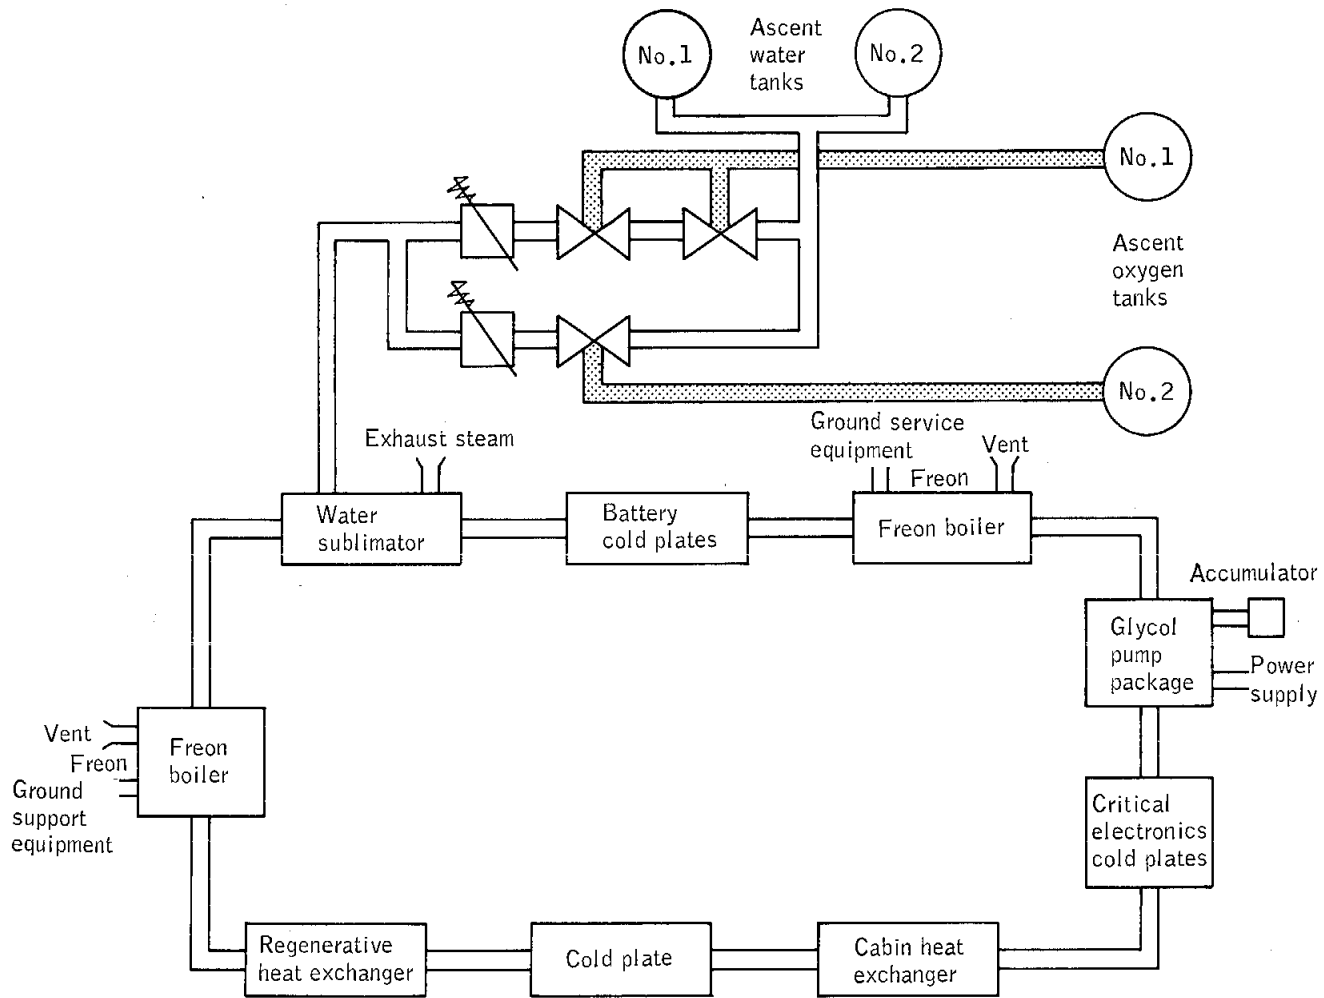 No.1
Ascent
water
tanks
No.2
No.1
Ascent
oxygen
tanks
No.2
Exhaust steam
Ground service
equipment
Freon
Vent
Water
sublimator
Battery
cold plates
Freon boiler
Accumulator
Glycol
pump
package
Power
supply
Vent
Freon
Ground
support
equipment
Freon
boiler
Critical
electronics
cold plates
Regenerative
heat exchanger
Cold plate
Cabin heat
exchanger